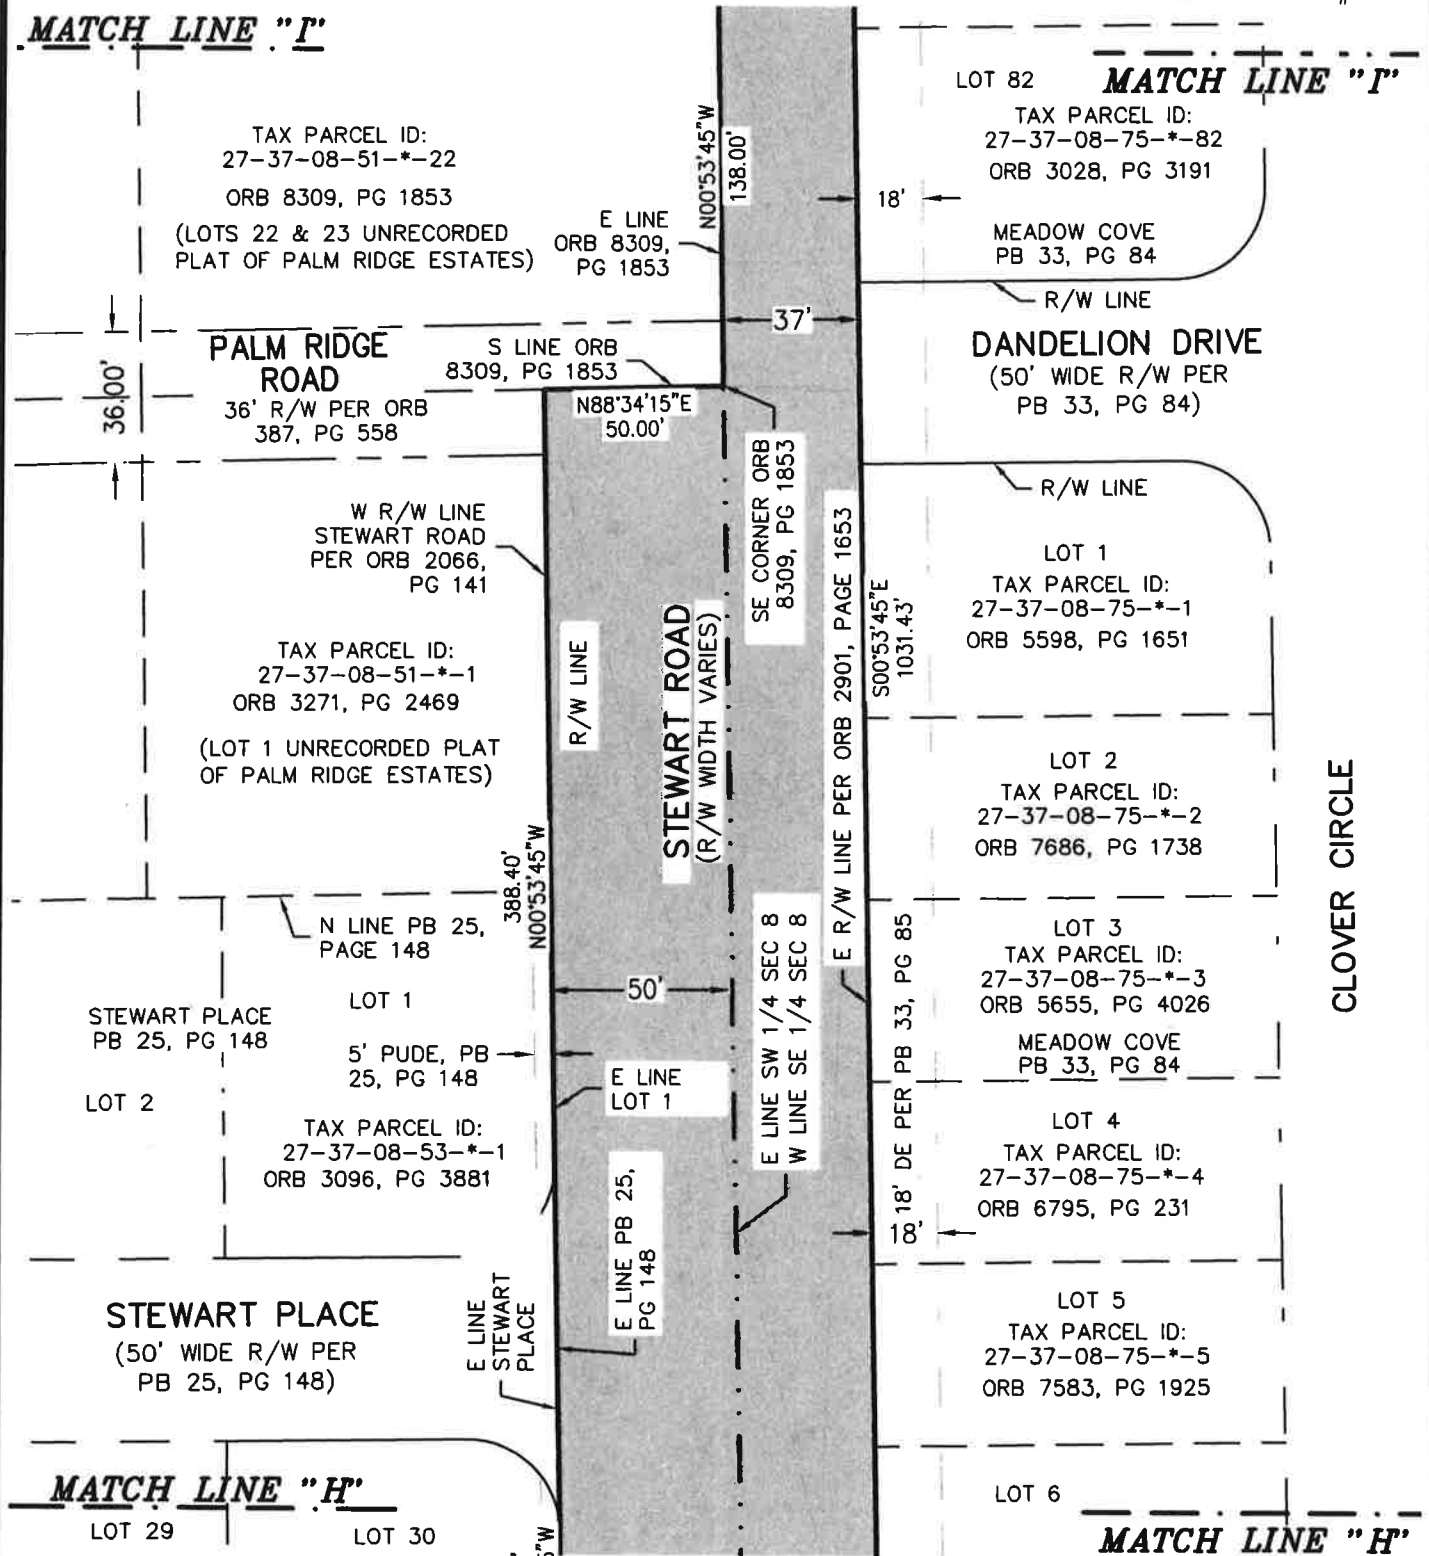 MATCH LINE "I"
TAX PARCEL ID:
27-37-08-51-*-22
ORB 8309, PG 1853
(LOTS 22 & 23 UNRECORDED
PLAT OF PALM RIDGE ESTATES)
E LINE
ORB 8309,
PG 1853
N00°53'45"W
138.00'
LOT 82
MATCH LINE "I"
TAX PARCEL ID:
27-37-08-75-*-82
ORB 3028, PG 3191
18'
MEADOW COVE
PB 33, PG 84
R/W LINE
37'
36.00'
PALM RIDGE
ROAD
36' R/W PER ORB
387, PG 558
S LINE ORB
8309, PG 1853
N88°34'15"E
50.00'
DANDELION DRIVE
(50' WIDE R/W PER
PB 33, PG 84)
R/W LINE
SE CORNER ORB
8309, PG 1853
W R/W LINE
STEWART ROAD
PER ORB 2066,
PG 141
TAX PARCEL ID:
27-37-08-51-*-1
ORB 3271, PG 2469
(LOT 1 UNRECORDED PLAT
OF PALM RIDGE ESTATES)
R/W LINE
STEWART ROAD
(R/W WIDTH VARIES)
E R/W LINE PER ORB 2901, PAGE 1653
S00°53'45"E
1031.43'
LOT 1
TAX PARCEL ID:
27-37-08-75-*-1
ORB 5598, PG 1651
LOT 2
TAX PARCEL ID:
27-37-08-75-*-2
ORB 7686, PG 1738
CLOVER CIRCLE
388.40'
N00°53'45"W
N LINE PB 25,
PAGE 148
STEWART PLACE
PB 25, PG 148
LOT 1
LOT 2
5' PUDE, PB
25, PG 148
TAX PARCEL ID:
27-37-08-53-*-1
ORB 3096, PG 3881
50'
E LINE
LOT 1
E LINE SW 1/4 SEC 8
W LINE SE 1/4 SEC 8
18' DE PER PB 33, PG 85
LOT 3
TAX PARCEL ID:
27-37-08-75-*-3
ORB 5655, PG 4026
MEADOW COVE
PB 33, PG 84
LOT 4
TAX PARCEL ID:
27-37-08-75-*-4
ORB 6795, PG 231
18'
E LINE PB 25,
PG 148
STEWART PLACE
(50' WIDE R/W PER
PB 25, PG 148)
E LINE
STEWART
PLACE
LOT 5
TAX PARCEL ID:
27-37-08-75-*-5
ORB 7583, PG 1925
MATCH LINE "H"
LOT 29
LOT 30
LOT 6
MATCH LINE "H"